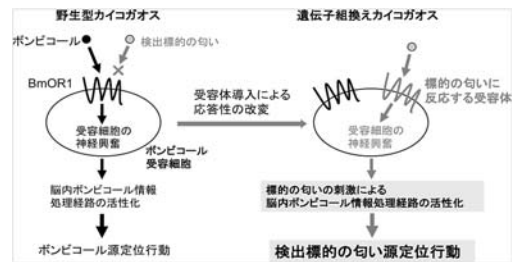 野生型カイコガオス
ボンビコール
検出標的の匂い
BmOR1
受容細胞の
神経興奮
ボンビコール
受容細胞
脳内ボンビコール情報
処理経路の活性化
ボンビコール源定位行動
受容体導入による
応答性の改変
遺伝子組換えカイコガオス
標的の匂いに
反応する受容体
受容細胞の
神経興奮
標的の匂いの刺激による
脳内ボンビコール情報処理経路の活性化
検出標的の匂い源定位行動